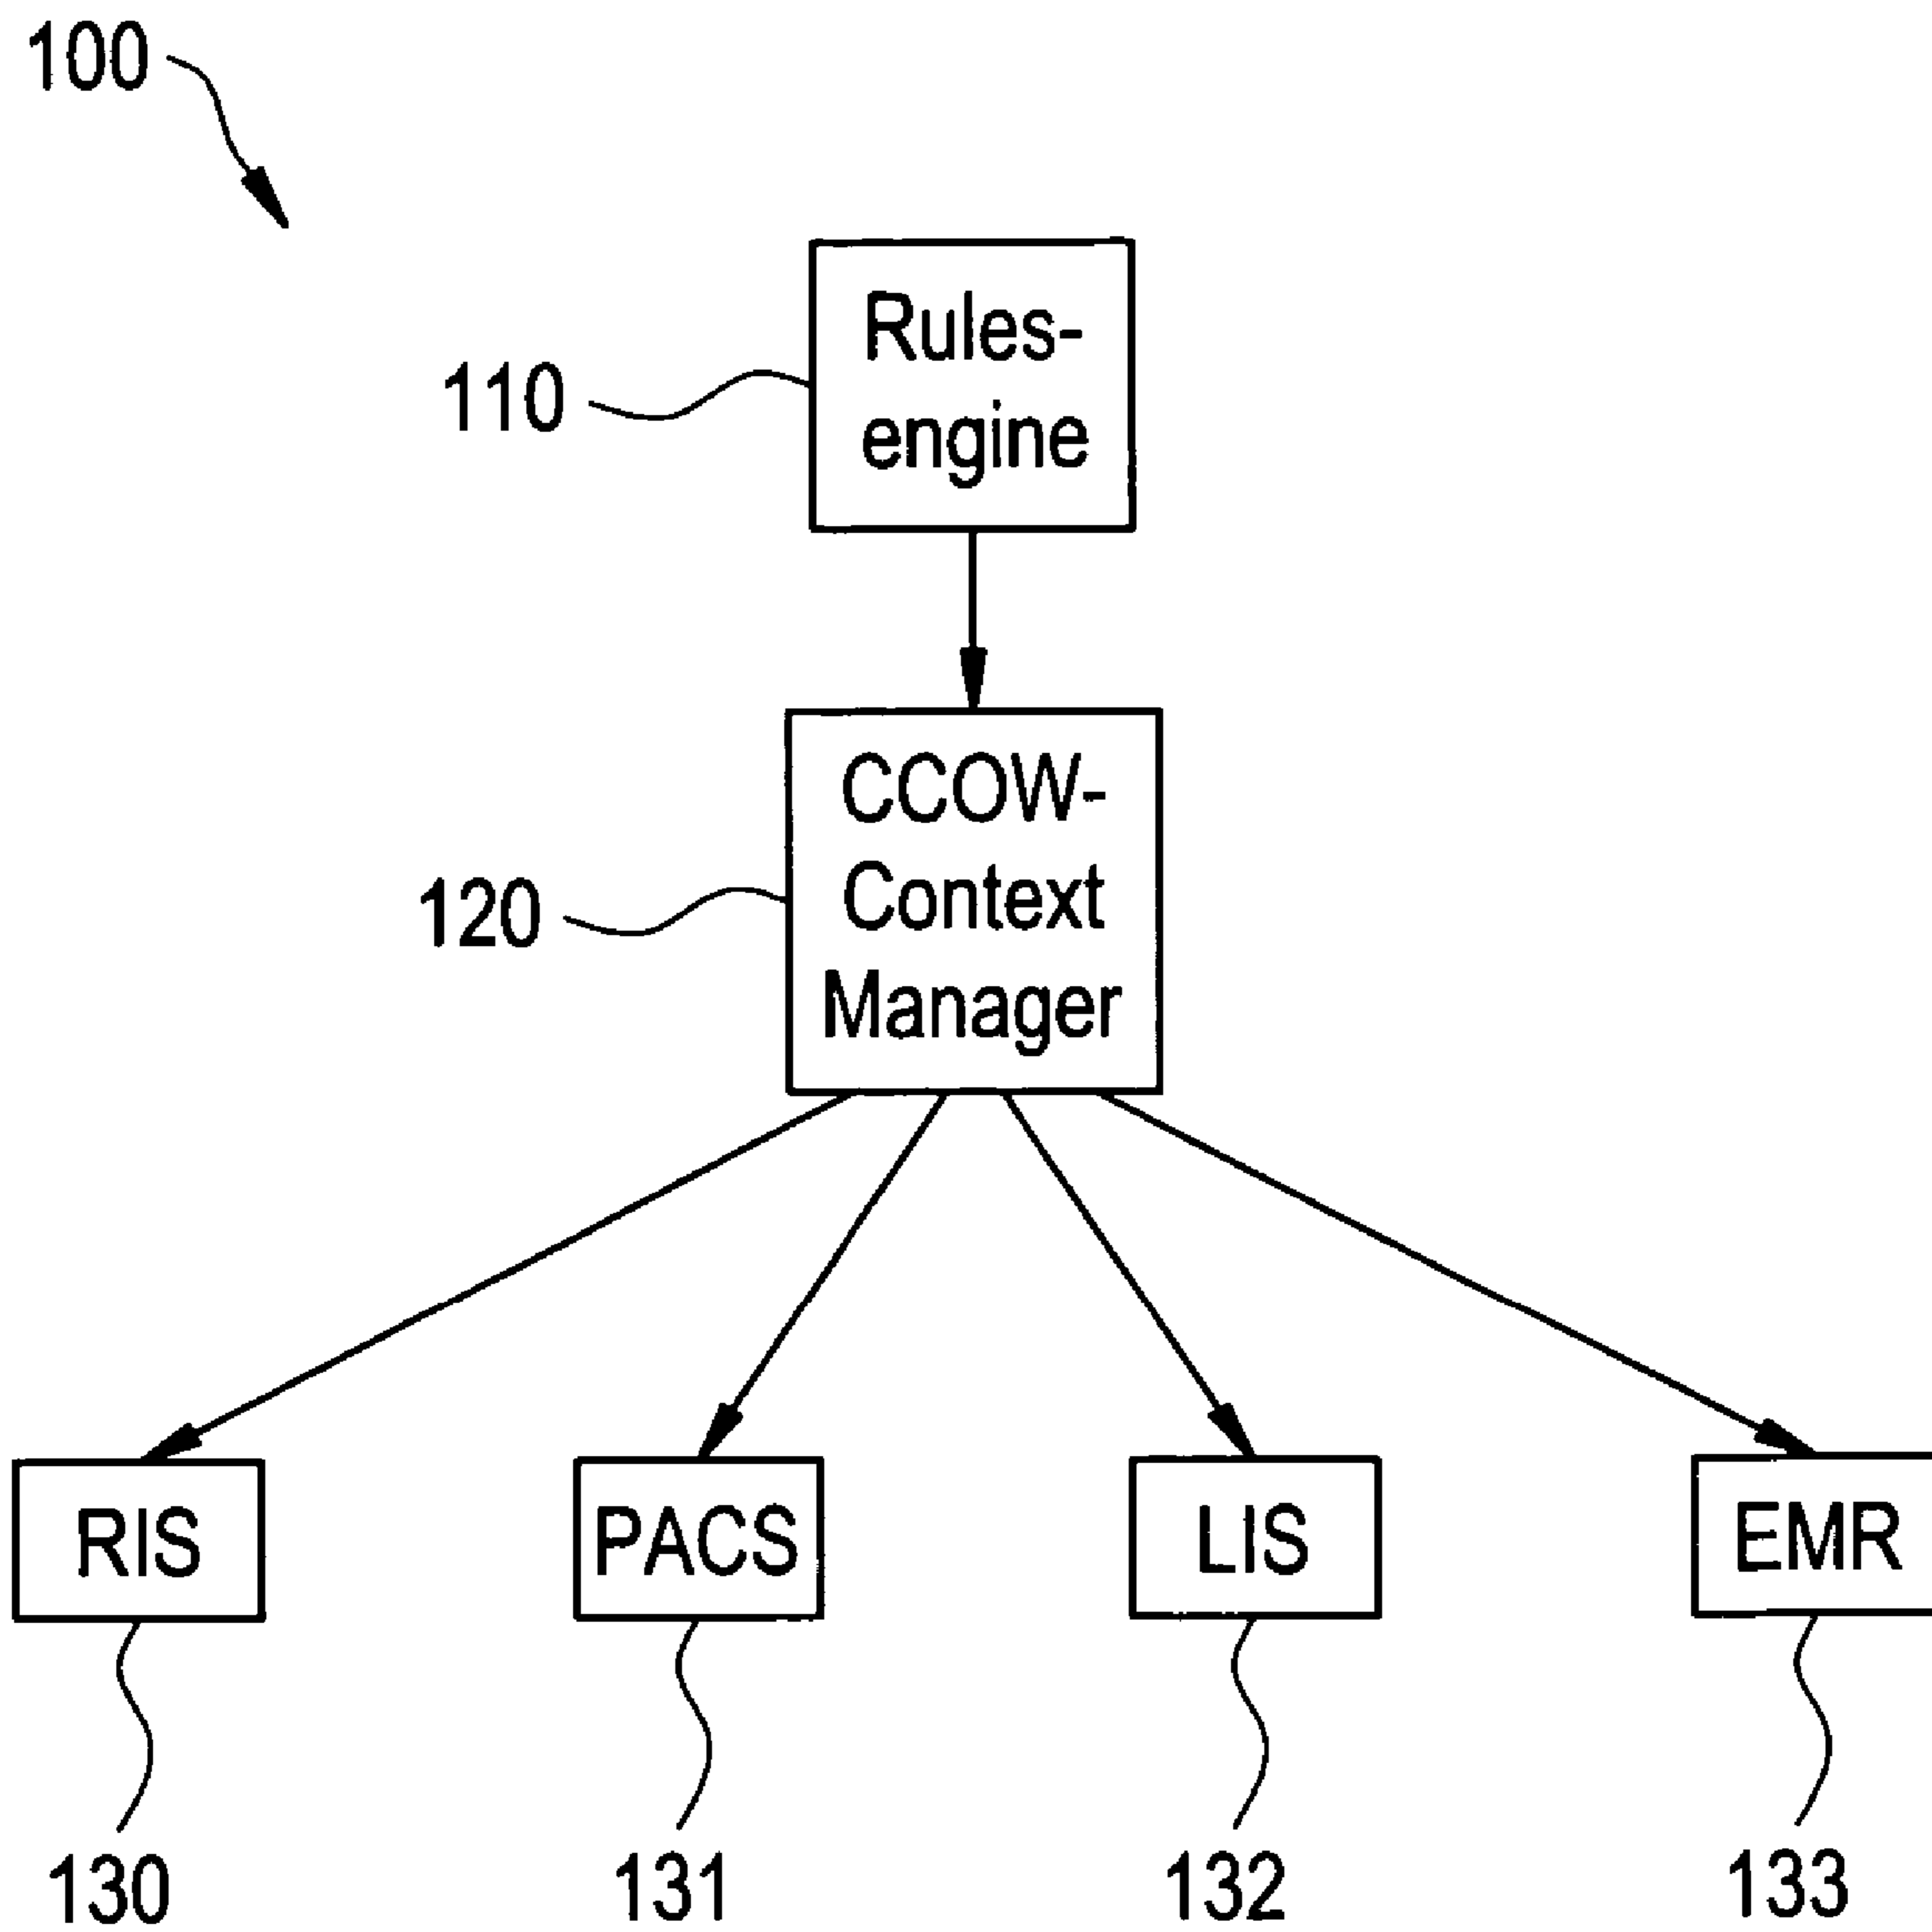 100
Rules-
engine
110
CCOW-
Context
Manager
120
RIS
PACS
LIS
EMR
130
131
132
133